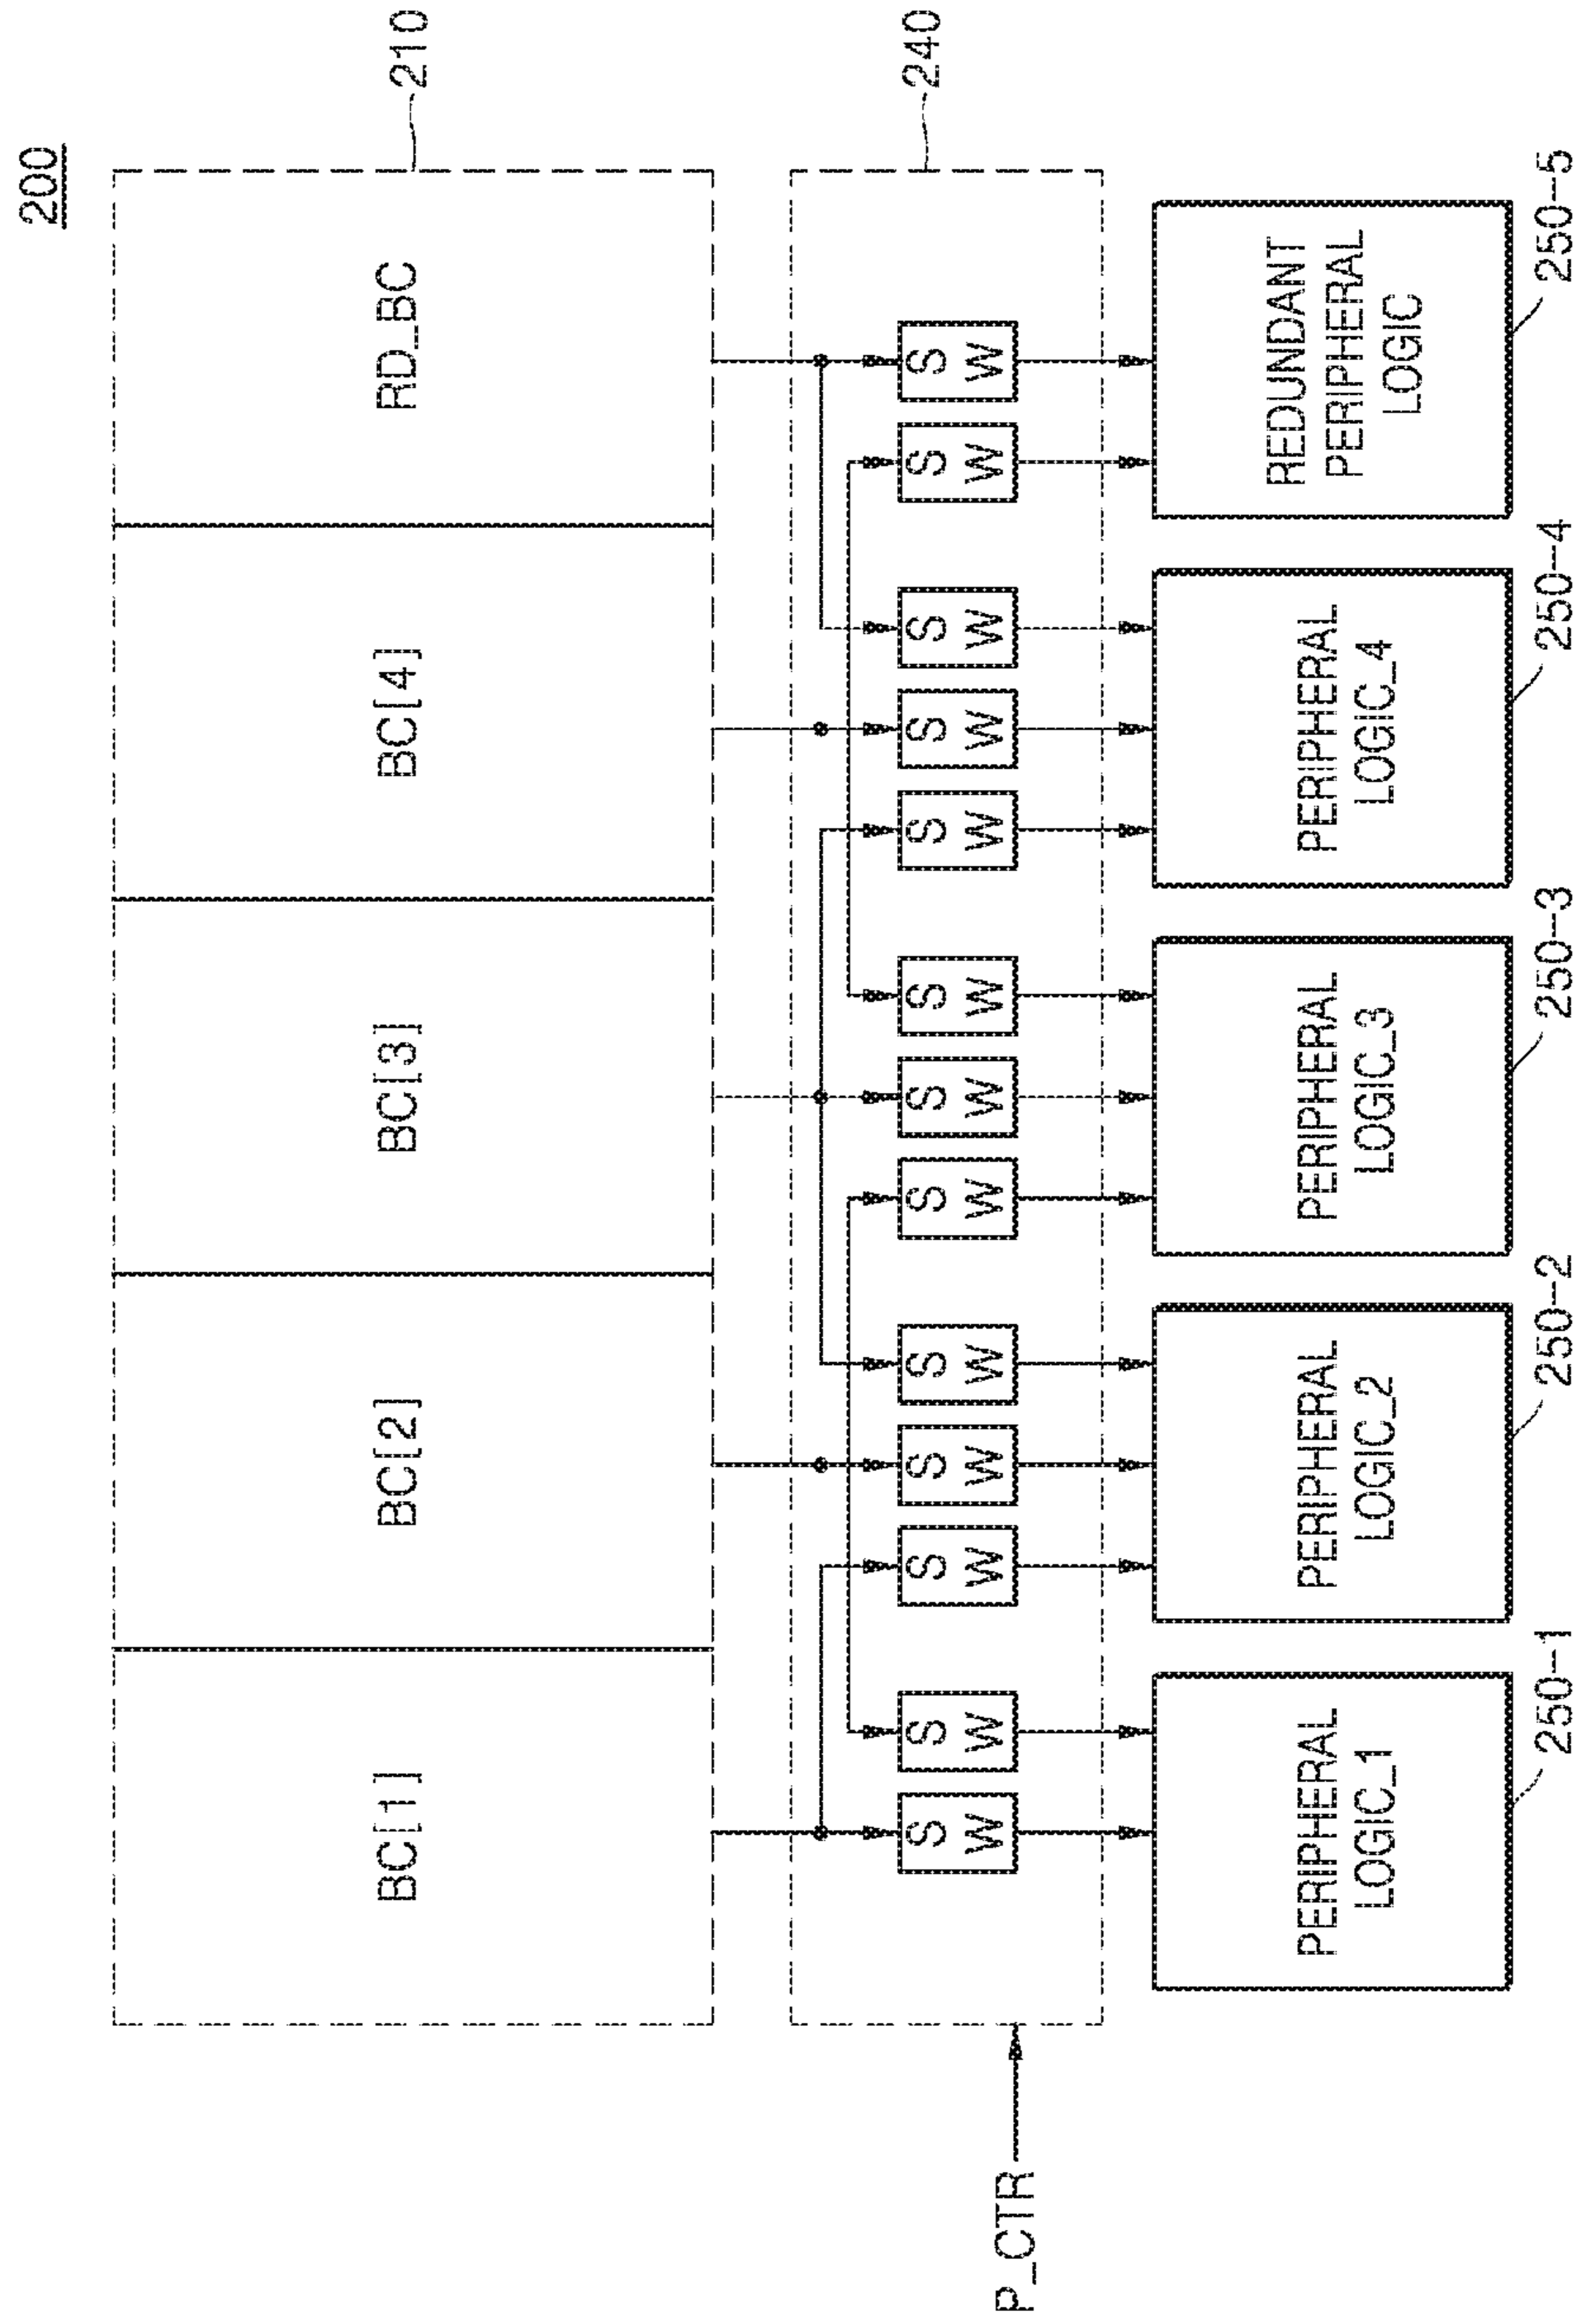 200
BC[1]
BC[2]
BC[3]
BC[4]
RD_BC
210
240
P_CTR
S W
S W
S W
S W
S W
S W
S W
S W
S W
S W
S W
S W
S W
PERIPHERAL
LOGIC_1
PERIPHERAL
LOGIC_2
PERIPHERAL
LOGIC_3
PERIPHERAL
LOGIC_4
REDUNDANT
PERIPHERAL
LOGIC
250-1
250-2
250-3
250-4
250-5